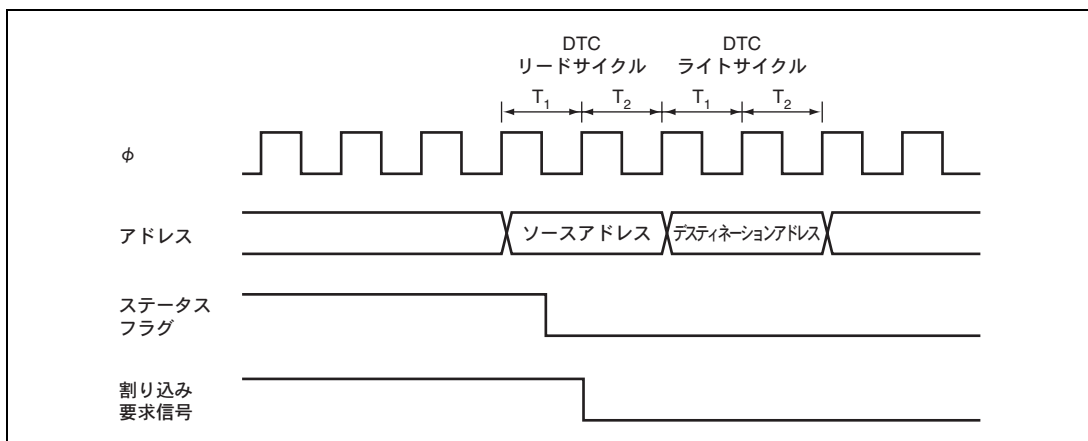 DTC
リードサイクル
DTC
ライトサイクル
T1 T2 T1 T2
φ
アドレス
ソースアドレス
デスティネーションアドレス
ステータス
フラグ
割り込み
要求信号